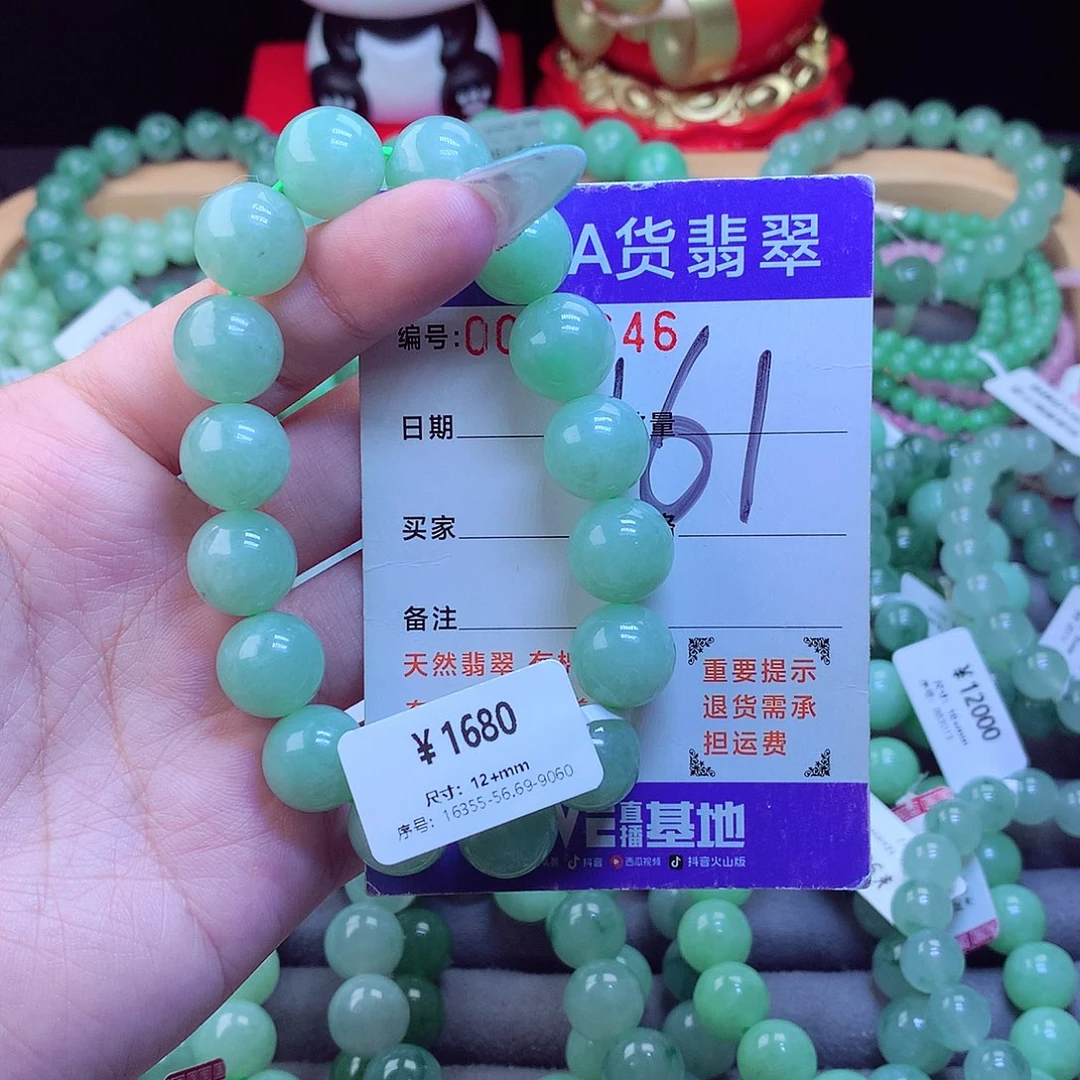 A货翡翠
编号:00 646
161
日期 量
买家
备注
天然翡翠
重要提示
退货需承
担运费
¥1680
尺寸: 12+mm
序号: 16355-56.69-9060
直播基地
抖音 西瓜视频 抖音火山版
¥12000